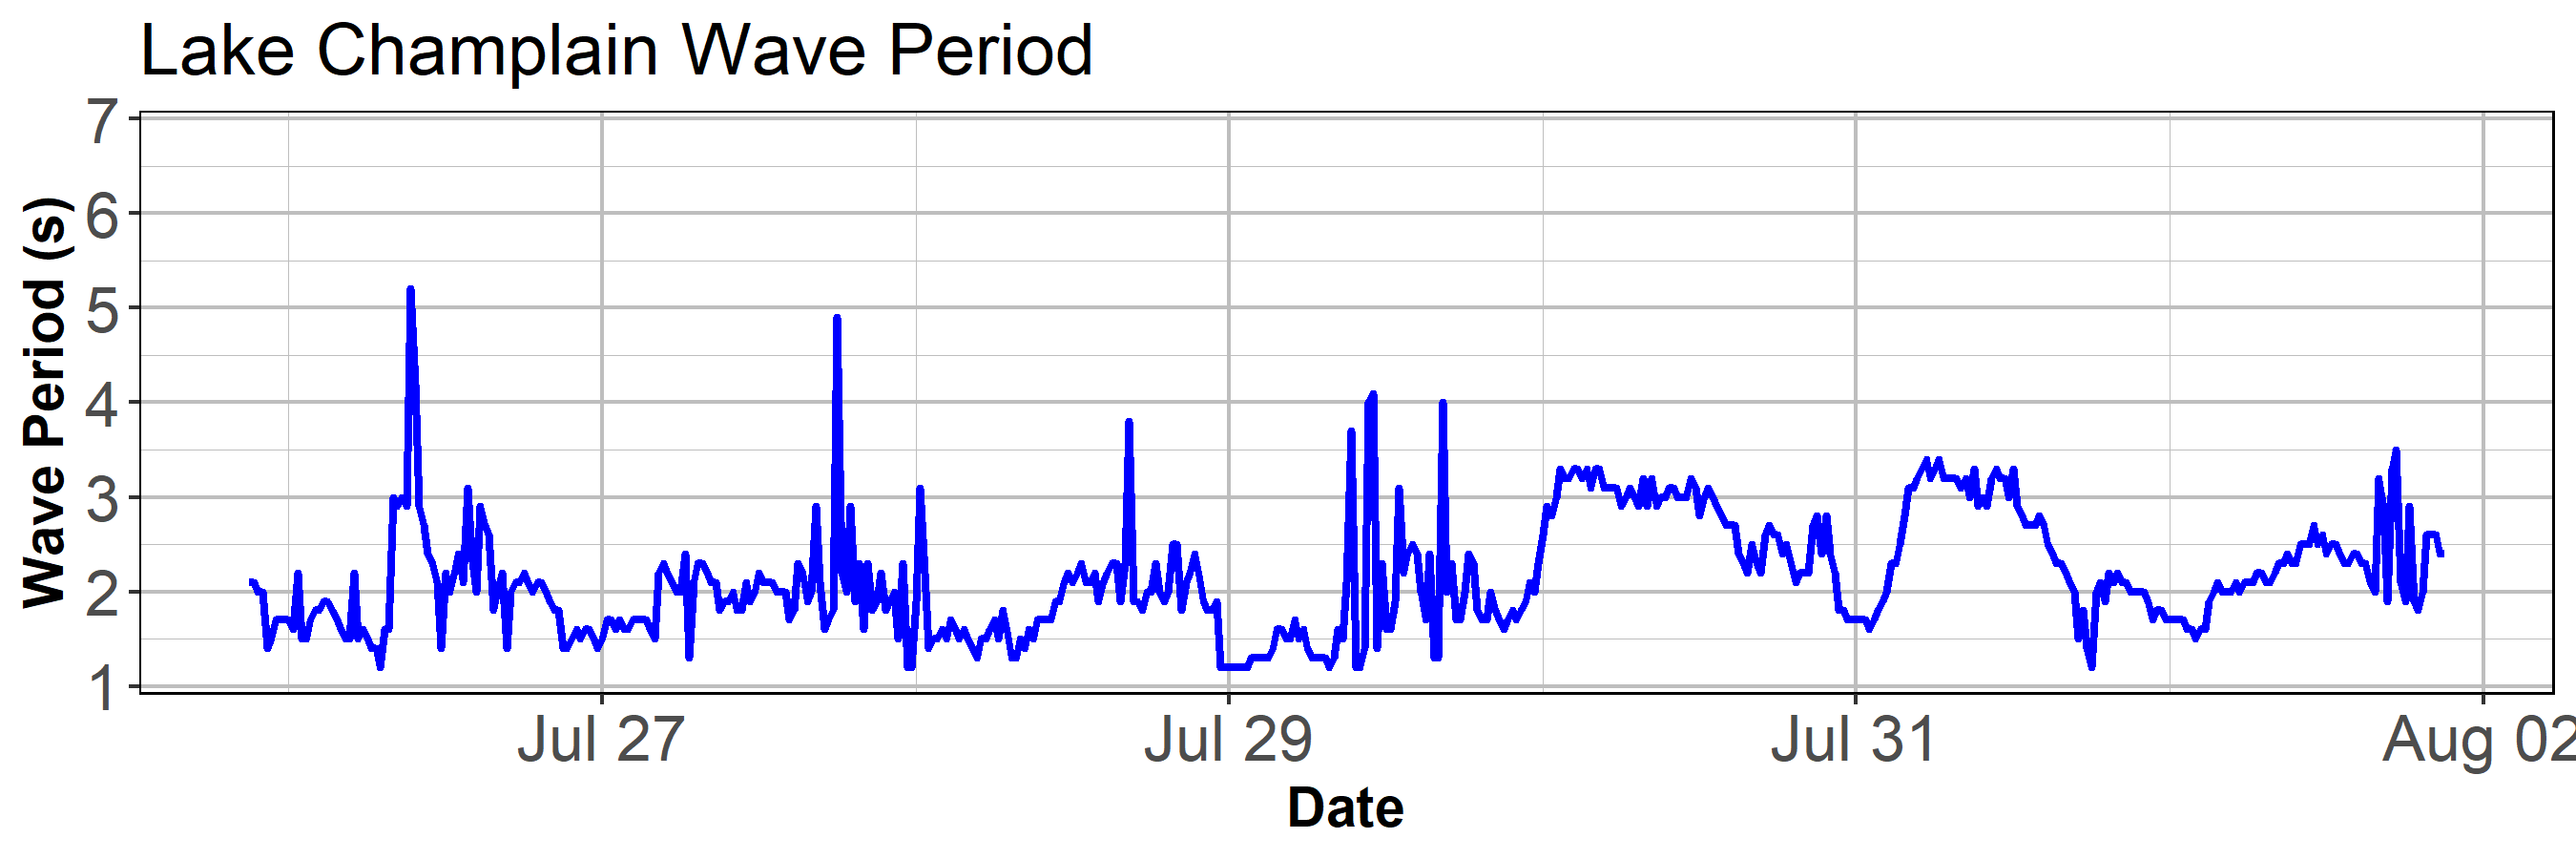 Lake Champlain Wave Period
7
6
5
4
3
2
1
Wave Period (s)
Jul 27
Jul 29
Jul 31
Aug 02
Date